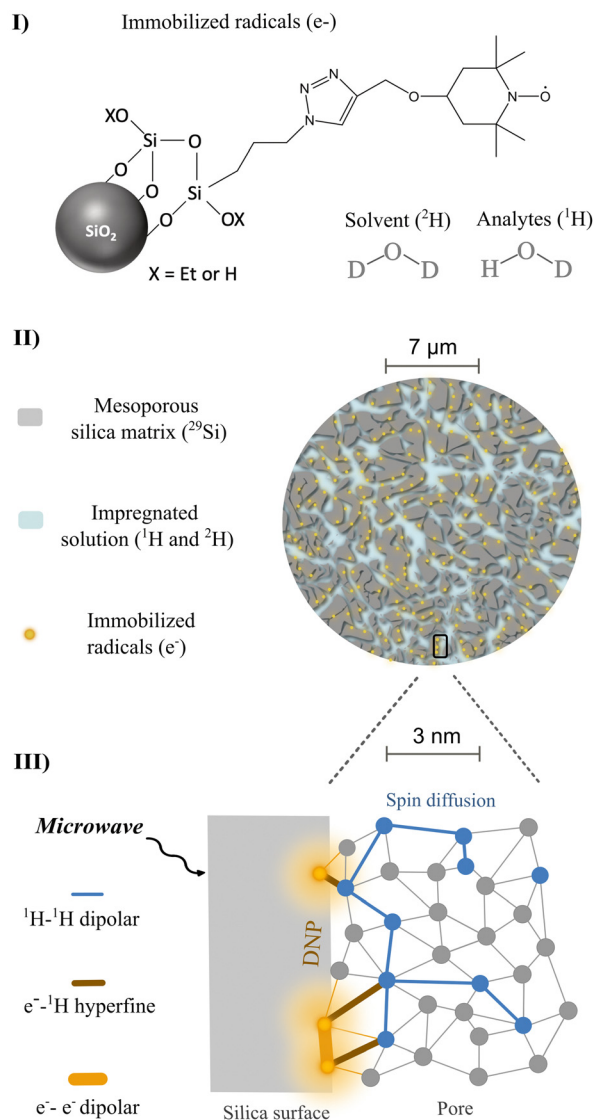 I)
Immobilized radicals (e-)
N
N
N
O
N
O
XO
Si
O
O
O
Si
O
OX
SiO₂
X = Et or H
Solvent (²H)
Analytes (¹H)
D
O
D
H
O
D
II)
7 µm
Mesoporous
silica matrix (²⁹Si)
Impregnated
solution (¹H and ²H)
Immobilized
radicals (e⁻)
3 nm
III)
Spin diffusion
Microwave
¹H-¹H dipolar
DNP
e⁻-¹H hyperfine
e⁻- e⁻ dipolar
Silica surface
Pore